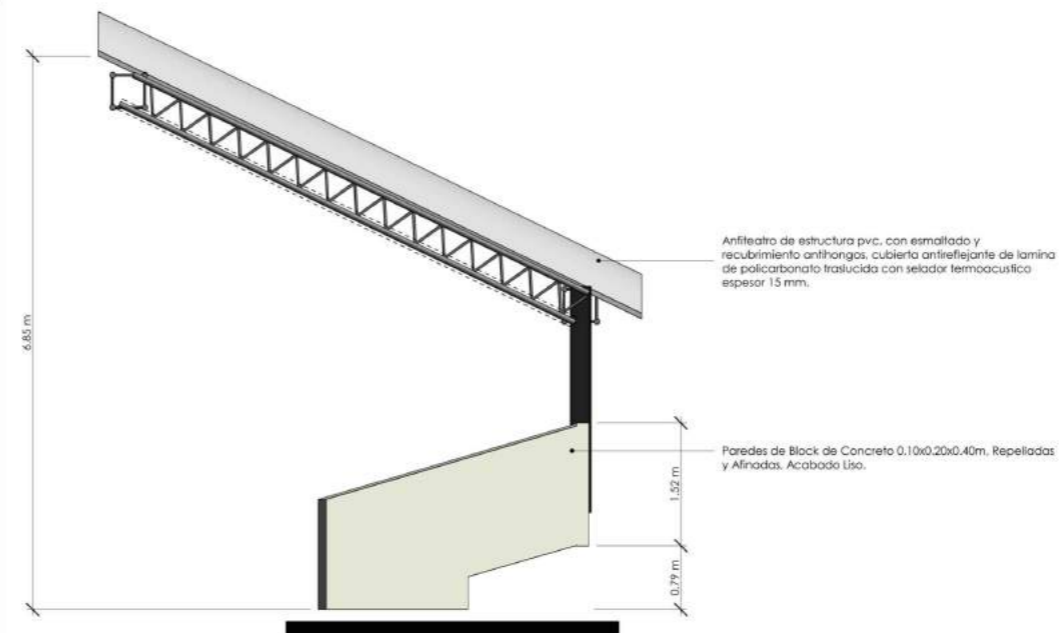 Anfiteatro de estructura pvc, con esmaltado y
recubrimiento antihongos, cubierta antireflejante de lamina
de policarbonato traslucida con selador termoacustico
espesor 15 mm.
6.85 m
Paredes de Block de Concreto 0.10x0.20x0.40m, Repelladas
y Afinadas. Acabado Liso.
1.52 m
0.79 m